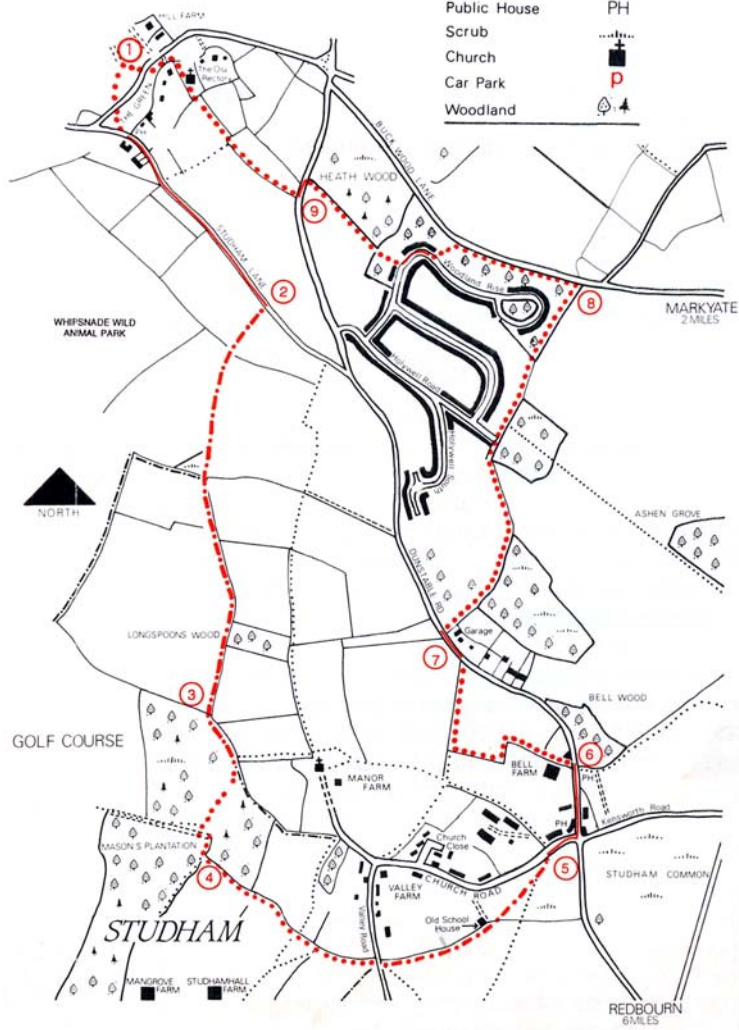 Public House PH
Scrub
Church
Car Park p
Woodland
HILL FARM
1
The Old
Rectory
THE GREEN
PH
BUCK WOOD LANE
HEATH WOOD
9
STUDHAM LANE
2
Woodland Rise
8
MARKYATE
2 MILES
WHIPSNADE WILD
ANIMAL PARK
Holywell Road
Holywell South
NORTH
ASHEN GROVE
DUNSTABLE RD
LONGSPOONS WOOD
Garage
7
3
BELL WOOD
GOLF COURSE
6
BELL
FARM
PH
MANOR
FARM
Kensworth Road
PH
MASON'S PLANTATION
Church
Close
5
4
STUDHAM COMMON
VALLEY
FARM
CHURCH ROAD
STUDHAM
Old School
House
Valley Road
MANGROVE
FARM
STUDHAMHALL
FARM
REDBOURN
6 MILES